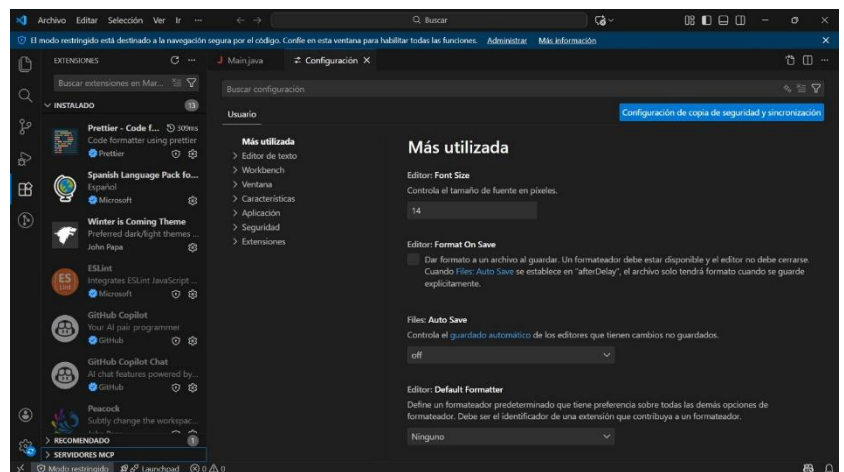 Archivo Editar Selección Ver Ir ···
Buscar
El modo restringido está destinado a la navegación segura por el código. Confíe en esta ventana para habilitar todas las funciones. Administrar Más información
EXTENSIONES
Buscar extensiones en Mar...
INSTALADO 13
Prettier - Code f... 309ms
Code formatter using prettier
Prettier
Spanish Language Pack fo...
Español
Microsoft
Winter is Coming Theme
Preferred dark/light themes ...
John Papa
ESLint
Integrates ESLint JavaScript ...
Microsoft
GitHub Copilot
Your AI pair programmer
GitHub
GitHub Copilot Chat
AI chat features powered by...
GitHub
Peacock
Subtly change the workspac...
RECOMENDADO 1
SERVIDORES MCP
J Main.java
Configuración
Buscar configuración
Usuario
Configuración de copia de seguridad y sincronización
Más utilizada
Editor de texto
Workbench
Ventana
Características
Aplicación
Seguridad
Extensiones
Más utilizada
Editor: Font Size
Controla el tamaño de fuente en píxeles.
14
Editor: Format On Save
Dar formato a un archivo al guardar. Un formateador debe estar disponible y el editor no debe cerrarse.
Cuando Files: Auto Save se establece en "afterDelay", el archivo solo tendrá formato cuando se guarde
explícitamente.
Files: Auto Save
Controla el guardado automático de los editores que tienen cambios no guardados.
off
Editor: Default Formatter
Define un formateador predeterminado que tiene preferencia sobre todas las demás opciones de
formateador. Debe ser el identificador de una extensión que contribuya a un formateador.
Ninguno
Modo restringido Launchpad 0 0